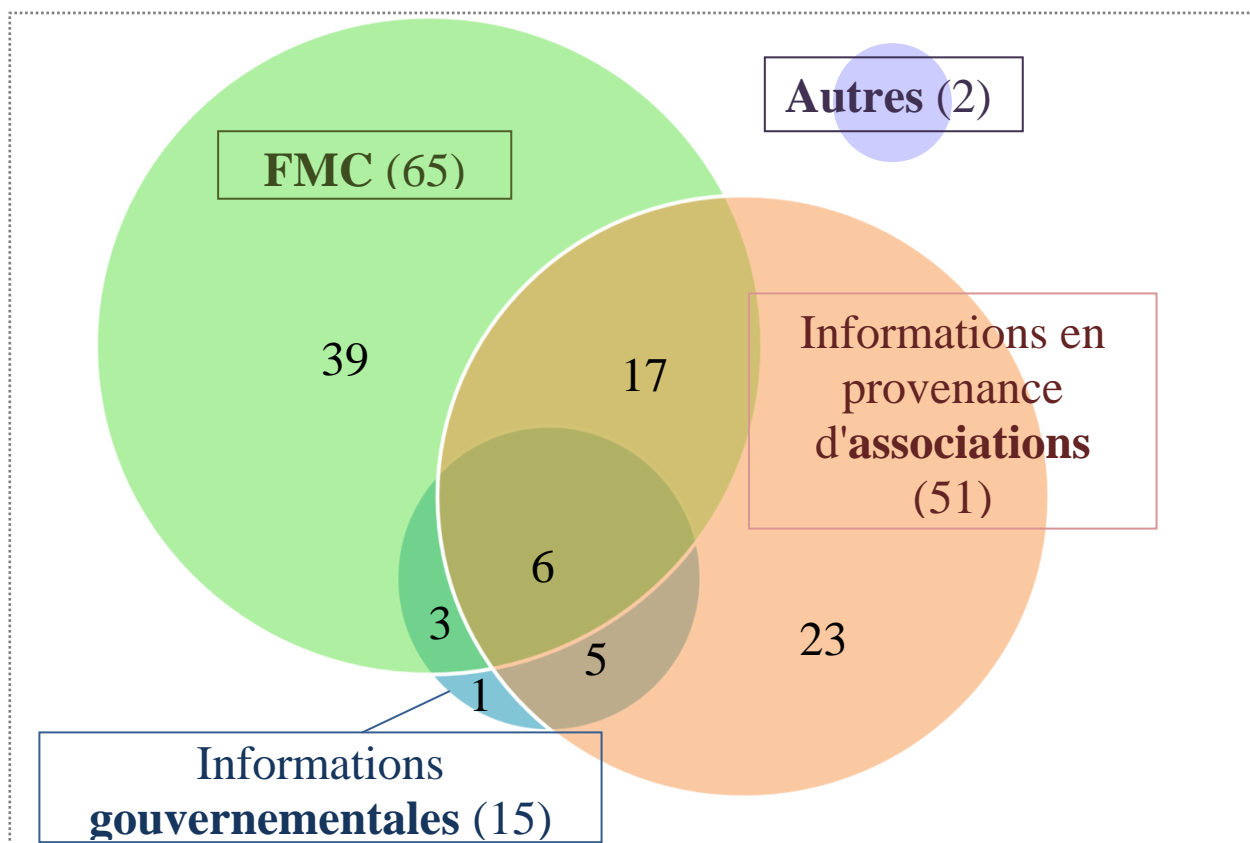 Autres (2)
FMC (65)
Informations en
provenance
d'associations
(51)
39
17
6
3
5
23
1
Informations
gouvernementales (15)